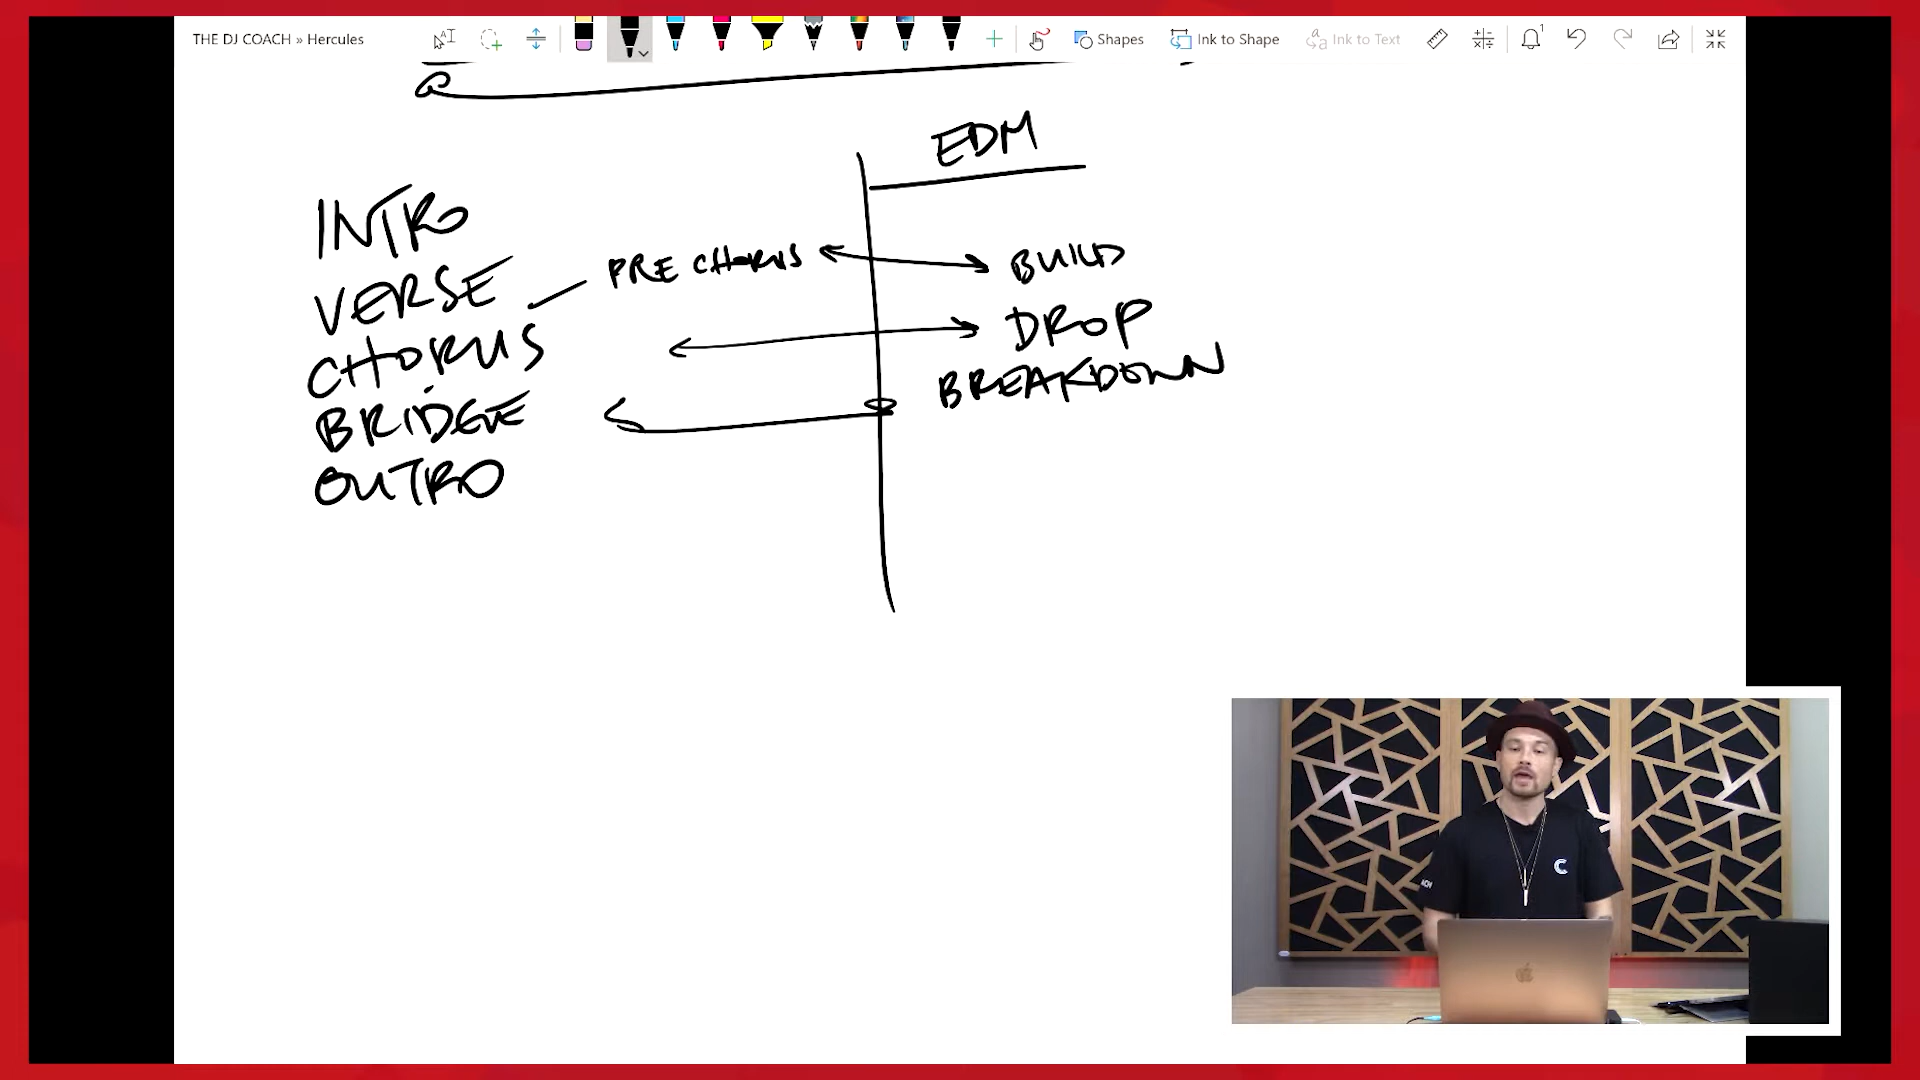 THE DJ COACH » Hercules
Shapes
Ink to Shape
Ink to Text
EDM
INTRO
VERSE
PRE CHORUS
BUILD
CHORUS
DROP
BRIDGE
BREAKDOWN
OUTRO
C